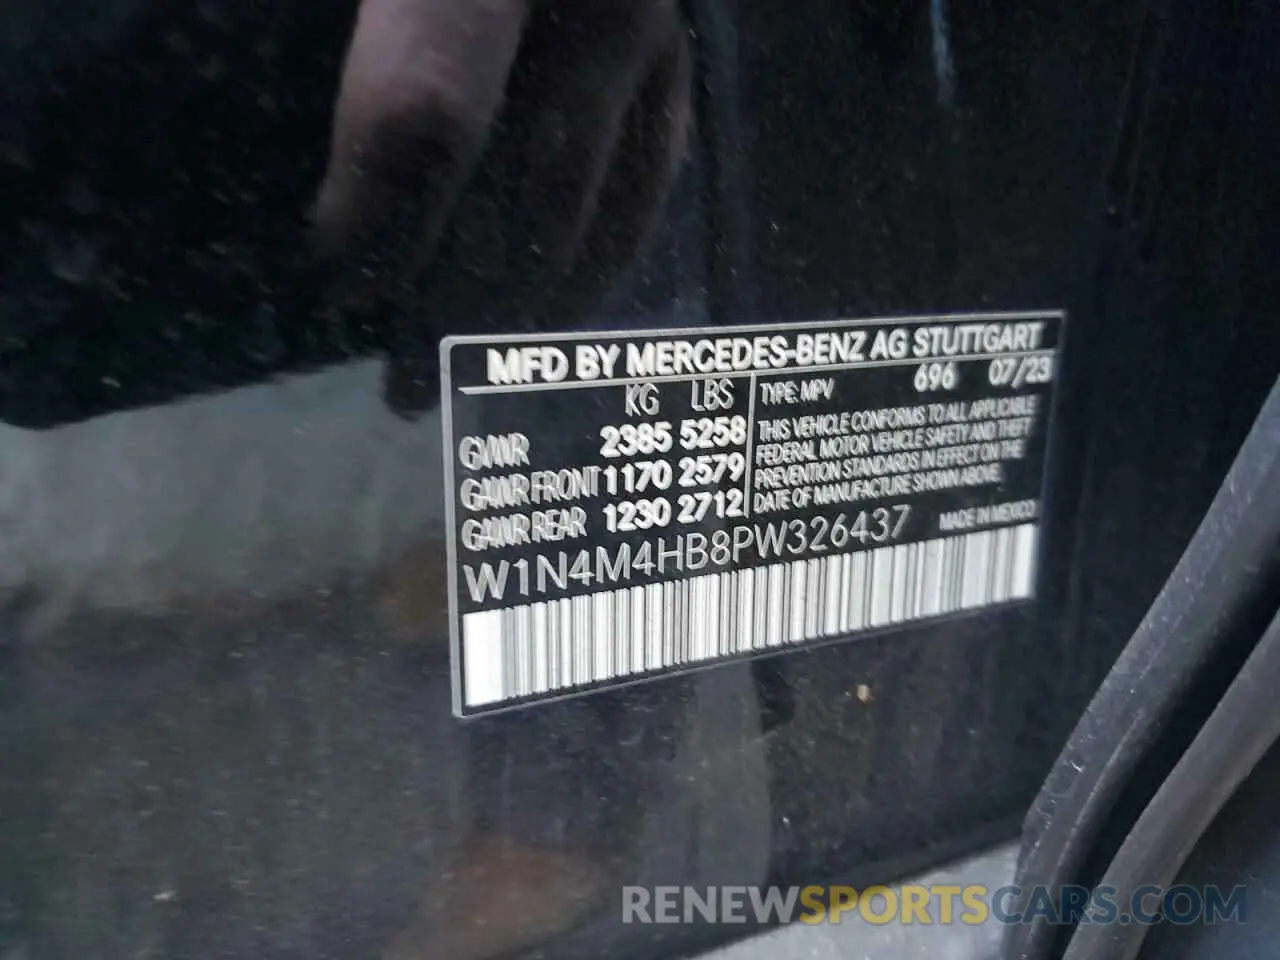 MFD BY MERCEDES-BENZ AG STUTTGART
KG LBS
GVWR 2385 5258
GAWR FRONT 1170 2579
GAWR REAR 1230 2712
TYPE: MPV 696 07/23
THIS VEHICLE CONFORMS TO ALL APPLICABLE
FEDERAL MOTOR VEHICLE SAFETY AND THEFT
PREVENTION STANDARDS IN EFFECT ON THE
DATE OF MANUFACTURE SHOWN ABOVE.
W1N4M4HB8PW326437 MADE IN MEXICO
RENEWSPORTSCARS.COM